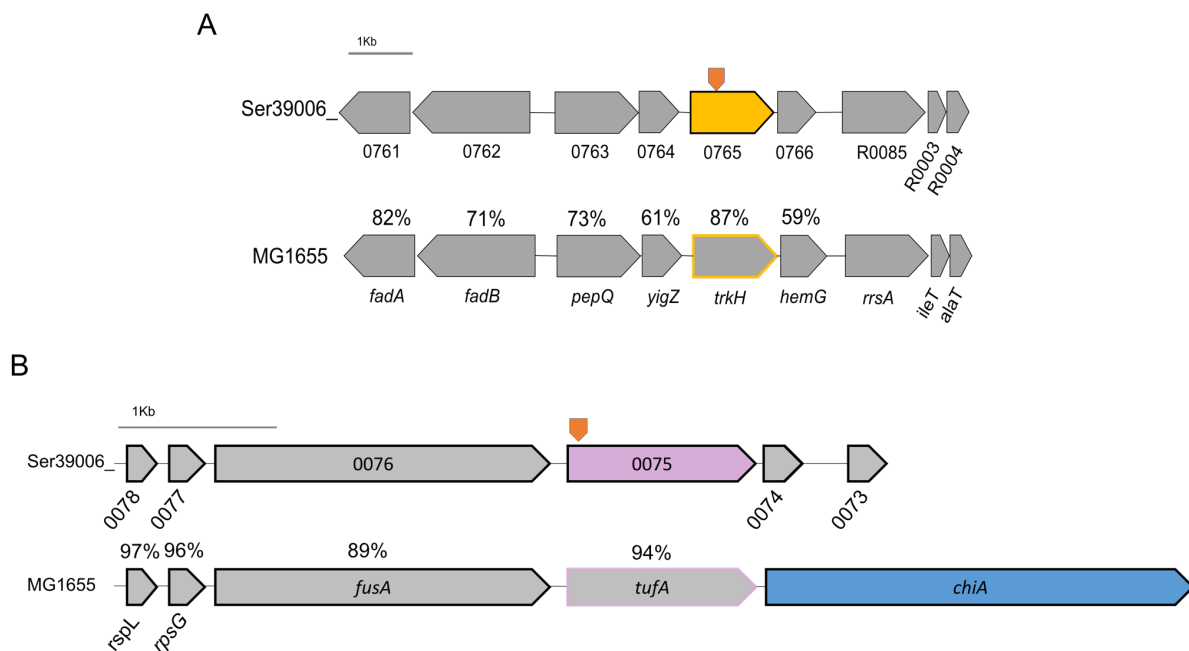 A
1Kb
Ser39006_
0761 0762 0763 0764 0765 0766 R0085 R0003 R0004
82% 71% 73% 61% 87% 59%
MG1655
fadA fadB pepQ yigZ trkH hemG rrsA ileT alaT
B
1Kb
Ser39006_ 0076 0075
0078 0077 0074 0073
97% 96% 89% 94%
MG1655 fusA tufA chiA
rspL rpsG